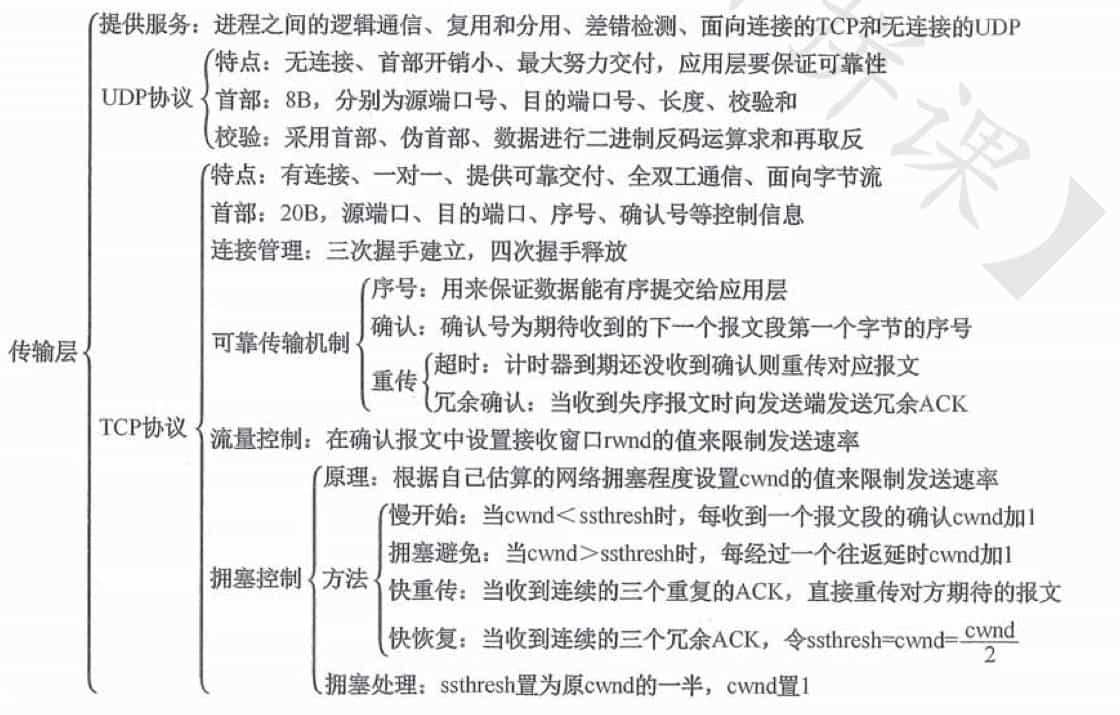 提供服务：进程之间的逻辑通信、复用和分用、差错检测、面向连接的TCP和无连接的UDP
特点：无连接、首部开销小、最大努力交付，应用层要保证可靠性
UDP协议
首部：8B，分别为源端口号、目的端口号、长度、校验和
校验：采用首部、伪首部、数据进行二进制反码运算求和再取反
特点：有连接、一对一、提供可靠交付、全双工通信、面向字节流
首部：20B，源端口、目的端口、序号、确认号等控制信息
连接管理：三次握手建立，四次握手释放
序号：用来保证数据能有序提交给应用层
确认：确认号为期待收到的下一个报文段第一个字节的序号
可靠传输机制
传输层
超时：计时器到期还没收到确认则重传对应报文
重传
冗余确认：当收到失序报文时向发送端发送冗余ACK
TCP协议
流量控制：在确认报文中设置接收窗口rwnd的值来限制发送速率
原理：根据自己估算的网络拥塞程度设置cwnd的值来限制发送速率
慢开始：当cwnd＜ssthresh时，每收到一个报文段的确认cwnd加1
拥塞避免：当cwnd＞ssthresh时，每经过一个往返延时cwnd加1
拥塞控制
方法
快重传：当收到连续的三个重复的ACK，直接重传对方期待的报文
快恢复：当收到连续的三个冗余ACK，令ssthresh=cwnd=cwnd/2
拥塞处理：ssthresh置为原cwnd的一半，cwnd置1
课】